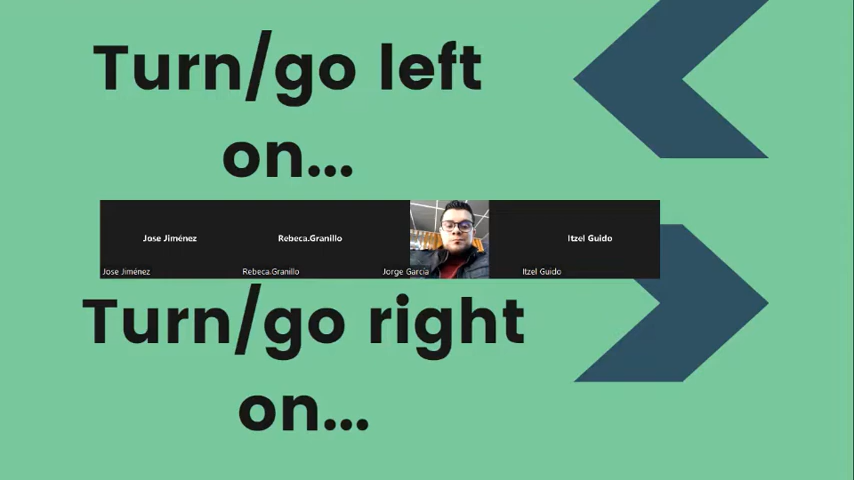 Turn/go left
on...
Jose Jiménez
Rebeca.Granillo
Itzel Guido
Jose Jiménez
Rebeca.Granillo
Jorge García
Itzel Guido
Turn/go right
on...